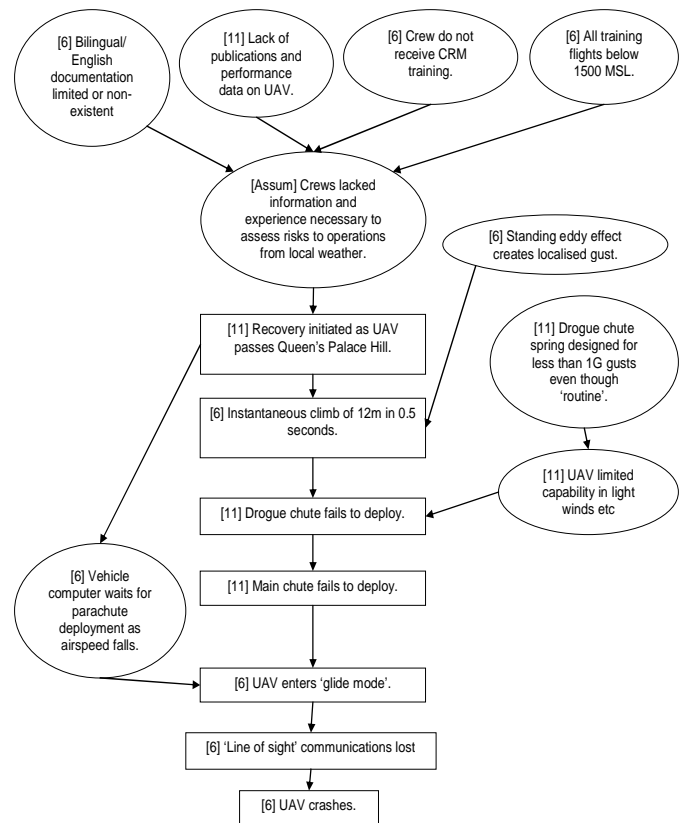 [6] Bilingual/
English
documentation
limited or non-
existent
[11] Lack of
publications and
performance
data on UAV.
[6] Crew do not
receive CRM
training.
[6] All training
flights below
1500 MSL.
[Assum] Crews lacked
information and
experience necessary to
assess risks to operations
from local weather.
[6] Standing eddy effect
creates localised gust.
[11] Recovery initiated as UAV
passes Queen's Palace Hill.
[11] Drogue chute
spring designed for
less than 1G gusts
even though
‘routine’.
[6] Instantaneous climb of 12m in 0.5
seconds.
[11] UAV limited
capability in light
winds etc
[11] Drogue chute fails to deploy.
[6] Vehicle
computer waits for
parachute
deployment as
airspeed falls.
[11] Main chute fails to deploy.
[6] UAV enters ‘glide mode’.
[6] ‘Line of sight’ communications lost
[6] UAV crashes.